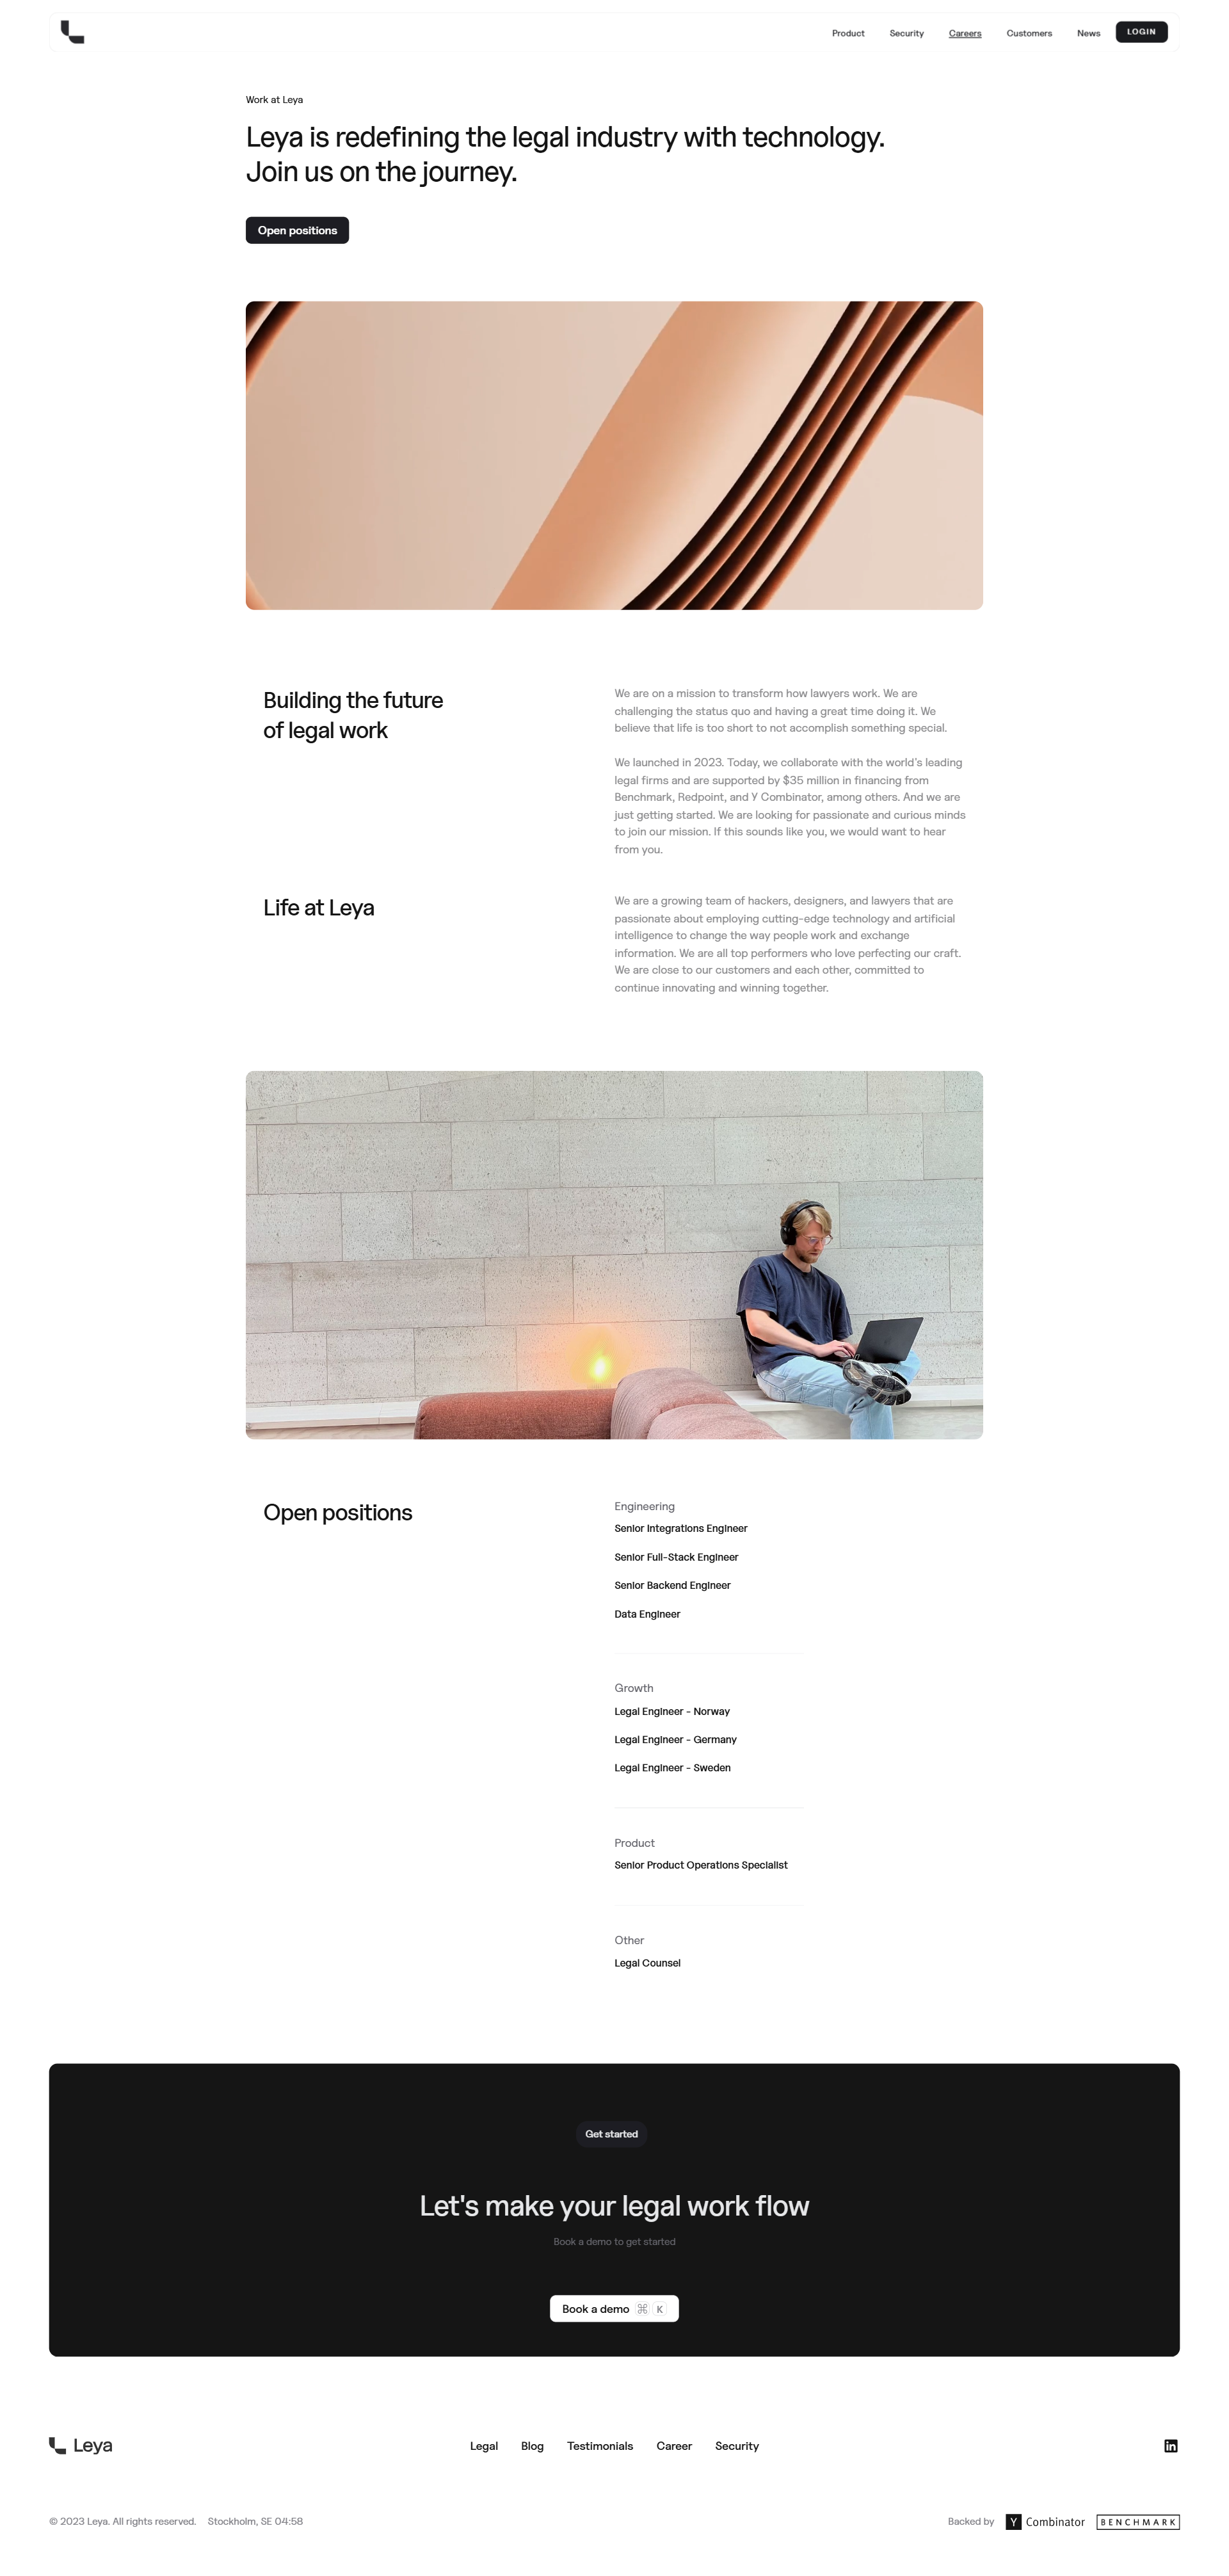 Product Security Careers Customers News LOGIN
Work at Leya
Leya is redefining the legal industry with technology.
Join us on the journey.
Open positions
Building the future
of legal work
We are on a mission to transform how lawyers work. We are
challenging the status quo and having a great time doing it. We
believe that life is too short to not accomplish something special.
We launched in 2023. Today, we collaborate with the world's leading
legal firms and are supported by $35 million in financing from
Benchmark, Redpoint, and Y Combinator, among others. And we are
just getting started. We are looking for passionate and curious minds
to join our mission. If this sounds like you, we would want to hear
from you.
Life at Leya
We are a growing team of hackers, designers, and lawyers that are
passionate about employing cutting-edge technology and artificial
intelligence to change the way people work and exchange
information. We are all top performers who love perfecting our craft.
We are close to our customers and each other, committed to
continue innovating and winning together.
Open positions
Engineering
Senior Integrations Engineer
Senior Full-Stack Engineer
Senior Backend Engineer
Data Engineer
Growth
Legal Engineer - Norway
Legal Engineer - Germany
Legal Engineer - Sweden
Product
Senior Product Operations Specialist
Other
Legal Counsel
Get started
Let's make your legal work flow
Book a demo to get started
Book a demo ⌘ K
Leya
Legal Blog Testimonials Career Security
in
© 2023 Leya. All rights reserved. Stockholm, SE 04:58
Backed by Y Combinator BENCHMARK